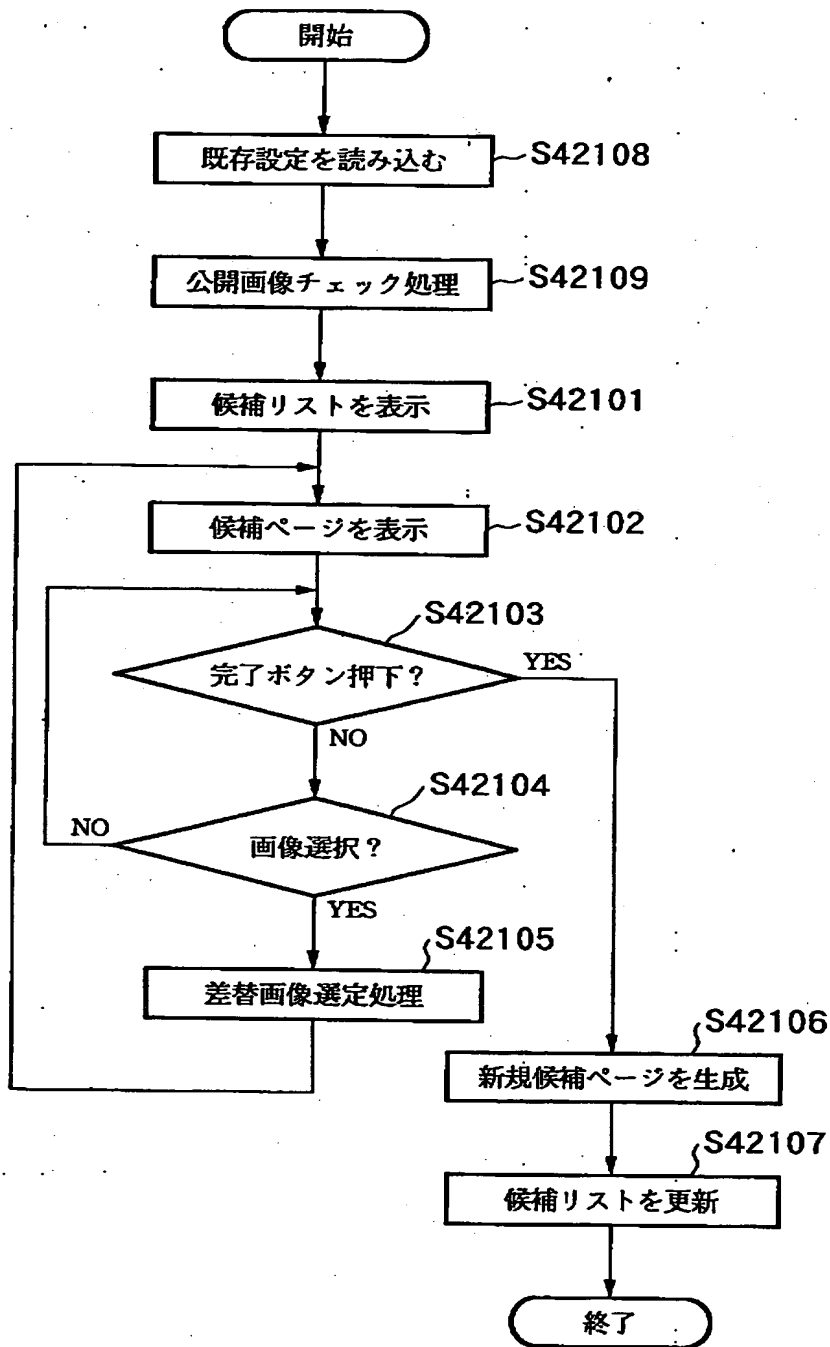 開始
既存設定を読み込む
S42108
公開画像チェック処理
S42109
候補リストを表示
S42101
候補ページを表示
S42102
S42103
完了ボタン押下?
YES
NO
S42104
画像選択?
NO
YES
S42105
差替画像選定処理
S42106
新規候補ページを生成
S42107
候補リストを更新
終了